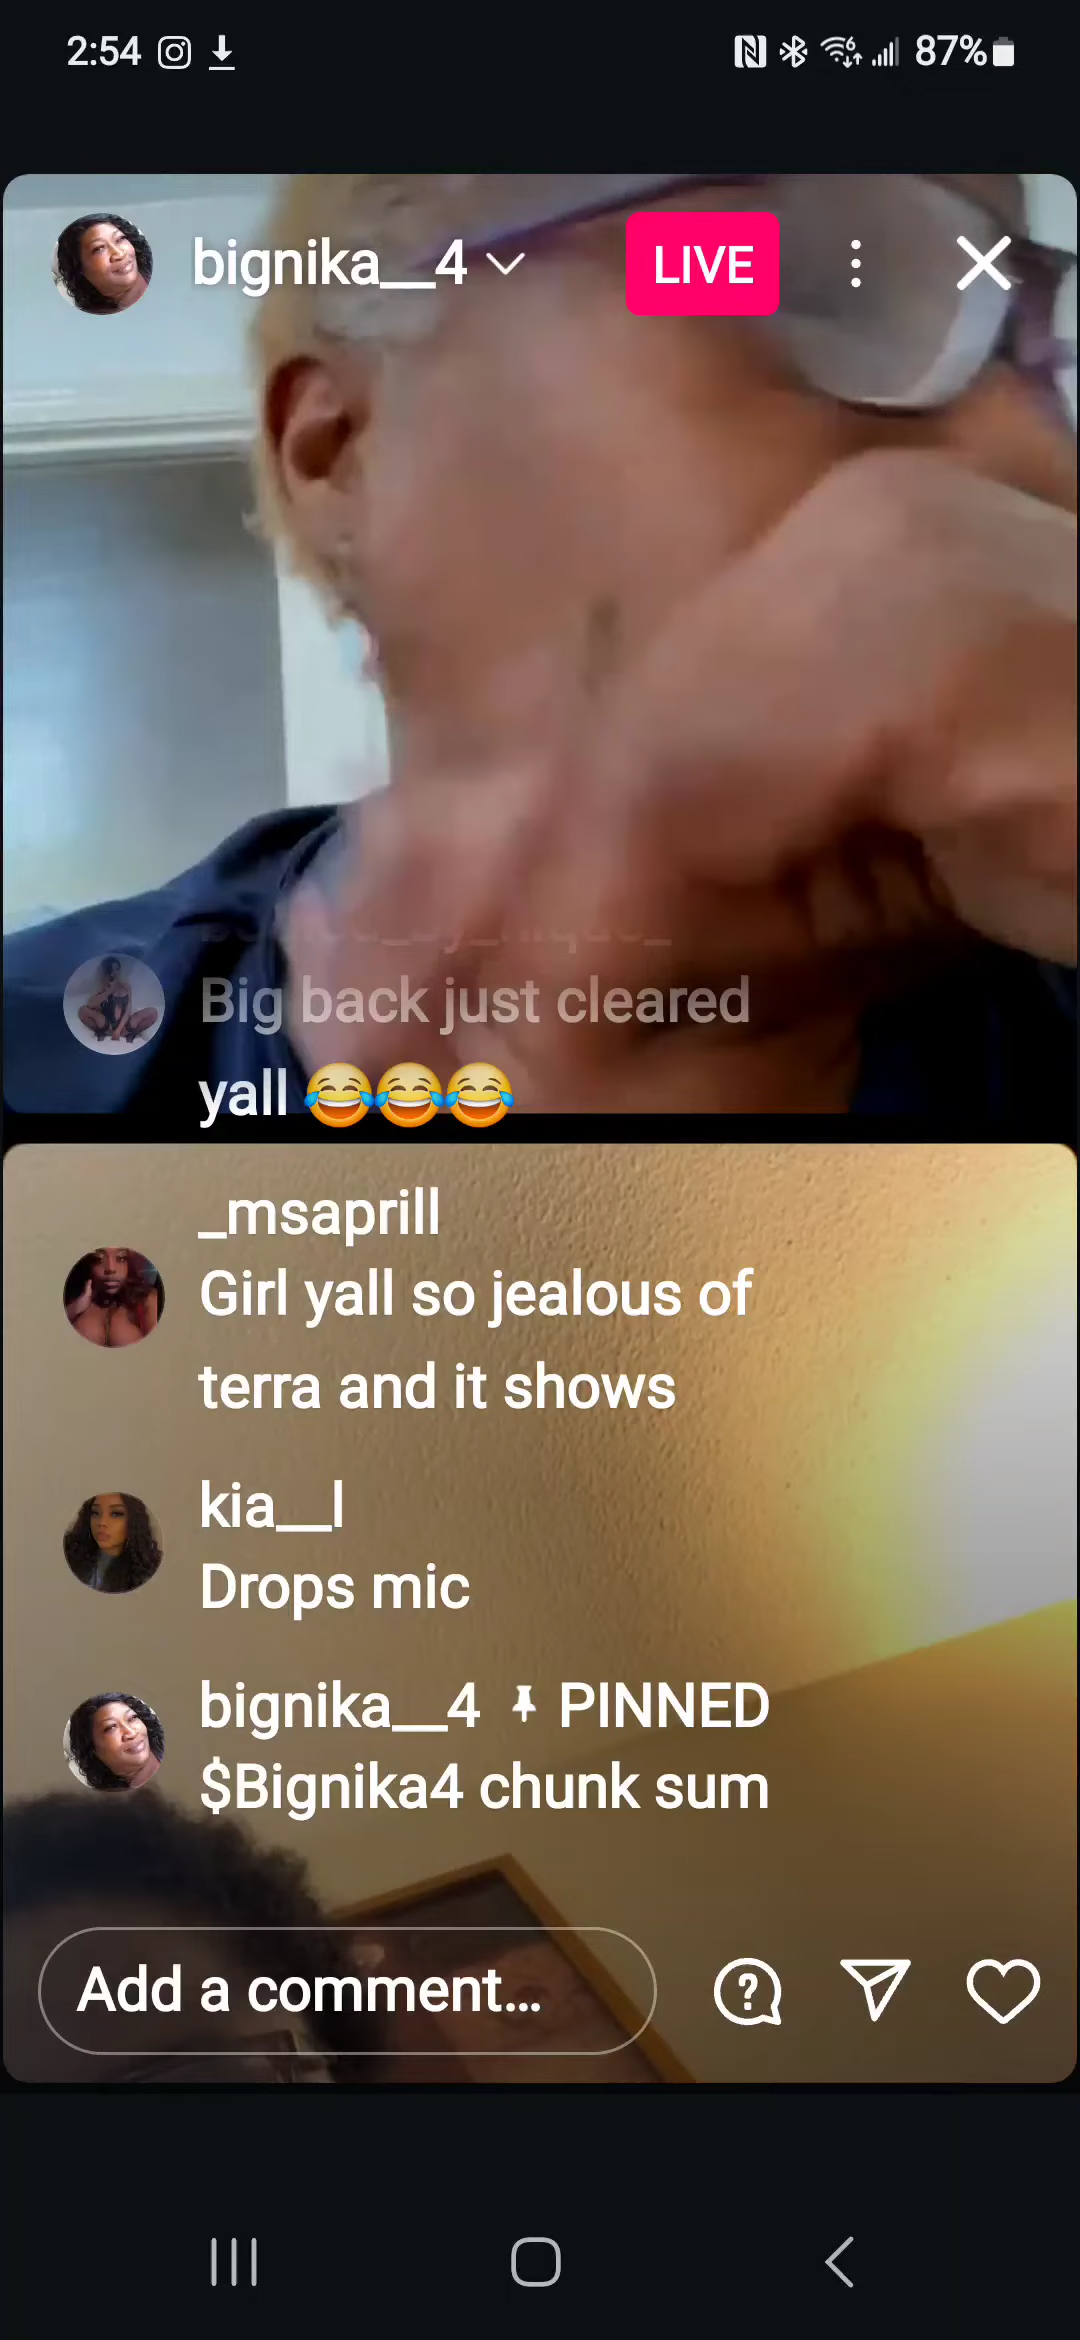 2:54 87%
bignika__4 LIVE
Big back just cleared
yall 😂😂😂
_msaprill
Girl yall so jealous of
terra and it shows
kia__l
Drops mic
bignika__4 PINNED
$Bignika4 chunk sum
Add a comment...